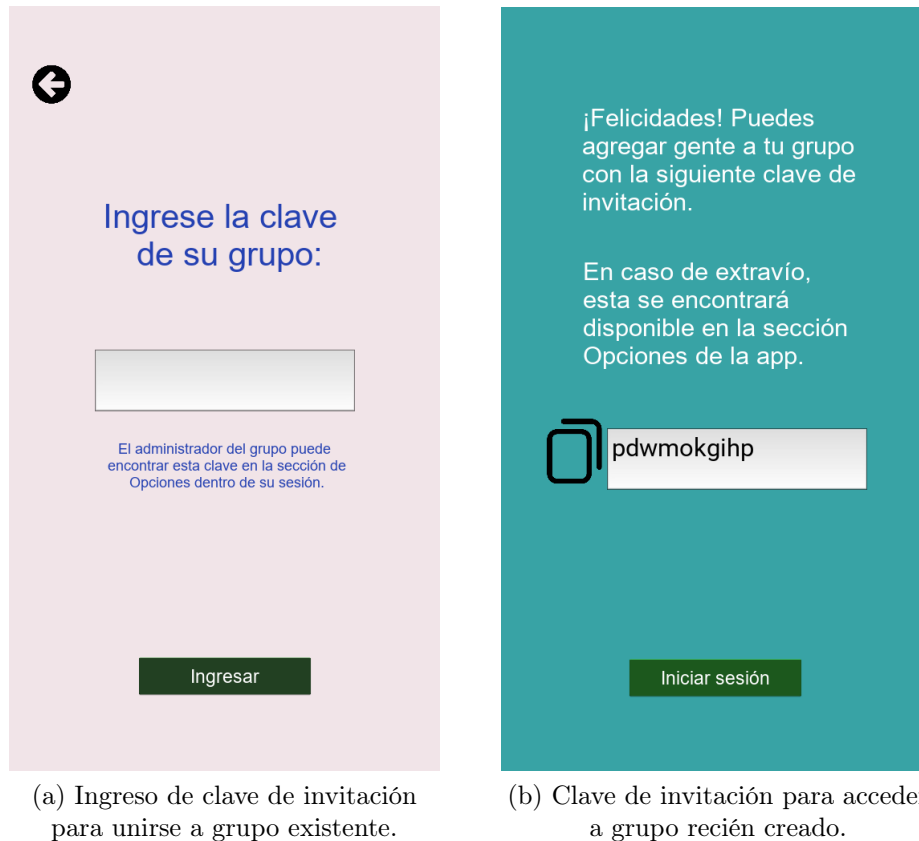 Ingrese la clave
de su grupo:
El administrador del grupo puede
encontrar esta clave en la sección de
Opciones dentro de su sesión.
Ingresar
(a) Ingreso de clave de invitación
para unirse a grupo existente.
¡Felicidades! Puedes
agregar gente a tu grupo
con la siguiente clave de
invitación.
En caso de extravío,
esta se encontrará
disponible en la sección
Opciones de la app.
pdwmokgihp
Iniciar sesión
(b) Clave de invitación para acceder
a grupo recién creado.